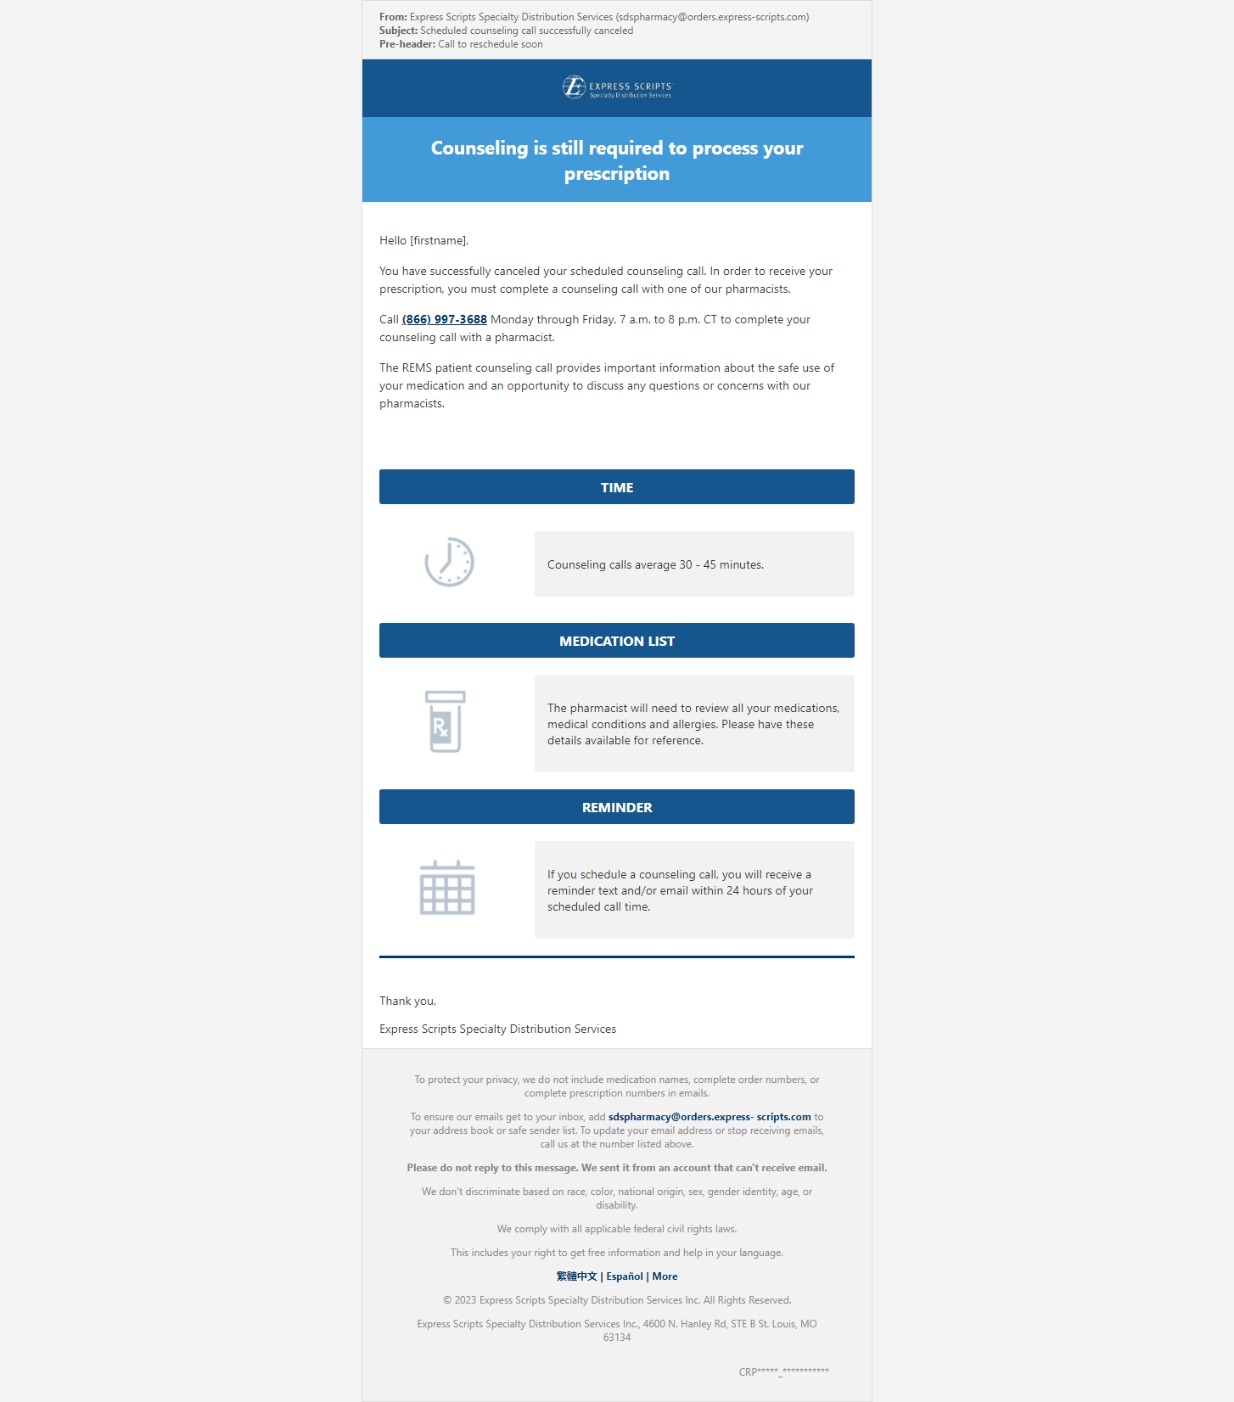 From: Express Scripts Specialty Distribution Services (sdspharmacy@orders.express-scripts.com)
Subject: Scheduled counseling call successfully canceled
Pre-header: Call to reschedule soon
EXPRESS SCRIPTS
Specialty Distribution Services
Counseling is still required to process your
prescription
Hello [firstname],
You have successfully canceled your scheduled counseling call. In order to receive your
prescription, you must complete a counseling call with one of our pharmacists.
Call (866) 997-3688 Monday through Friday, 7 a.m. to 8 p.m. CT to complete your
counseling call with a pharmacist.
The REMS patient counseling call provides important information about the safe use of
your medication and an opportunity to discuss any questions or concerns with our
pharmacists.
TIME
Counseling calls average 30 - 45 minutes.
MEDICATION LIST
Rx
The pharmacist will need to review all your medications,
medical conditions and allergies. Please have these
details available for reference.
REMINDER
If you schedule a counseling call, you will receive a
reminder text and/or email within 24 hours of your
scheduled call time.
Thank you,
Express Scripts Specialty Distribution Services
To protect your privacy, we do not include medication names, complete order numbers, or
complete prescription numbers in emails.
To ensure our emails get to your inbox, add sdspharmacy@orders.express- scripts.com to
your address book or safe sender list. To update your email address or stop receiving emails,
call us at the number listed above.
Please do not reply to this message. We sent it from an account that can't receive email.
We don't discriminate based on race, color, national origin, sex, gender identity, age, or
disability.
We comply with all applicable federal civil rights laws.
This includes your right to get free information and help in your language.
繁體中文 | Español | More
© 2023 Express Scripts Specialty Distribution Services Inc. All Rights Reserved.
Express Scripts Specialty Distribution Services Inc., 4600 N. Hanley Rd, STE B St. Louis, MO
63134
CRP*****_***********